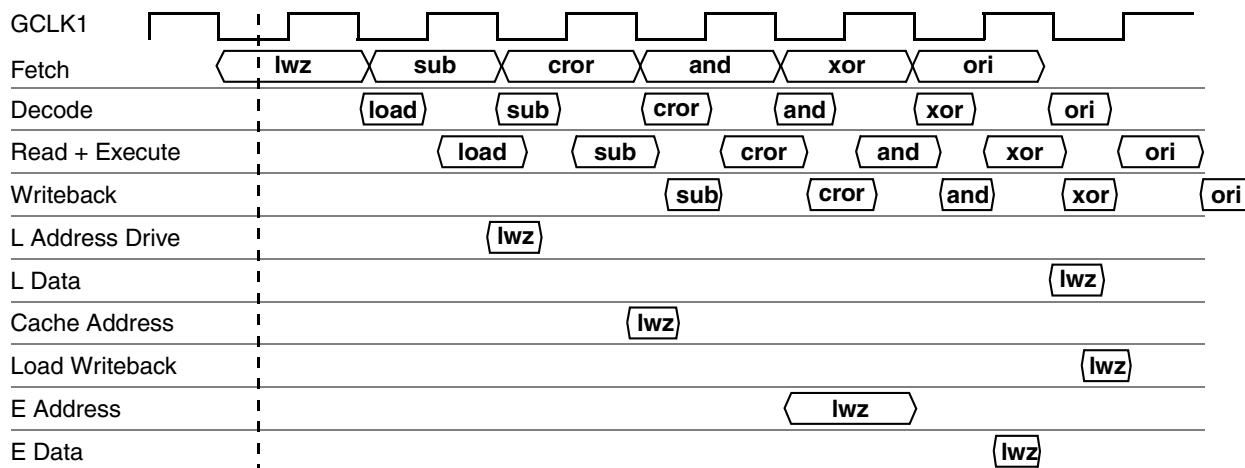 GCLK1
Fetch lwz sub cror and xor ori
Decode load sub cror and xor ori
Read + Execute load sub cror and xor ori
Writeback sub cror and xor ori
L Address Drive lwz
L Data lwz
Cache Address lwz
Load Writeback lwz
E Address lwz
E Data lwz